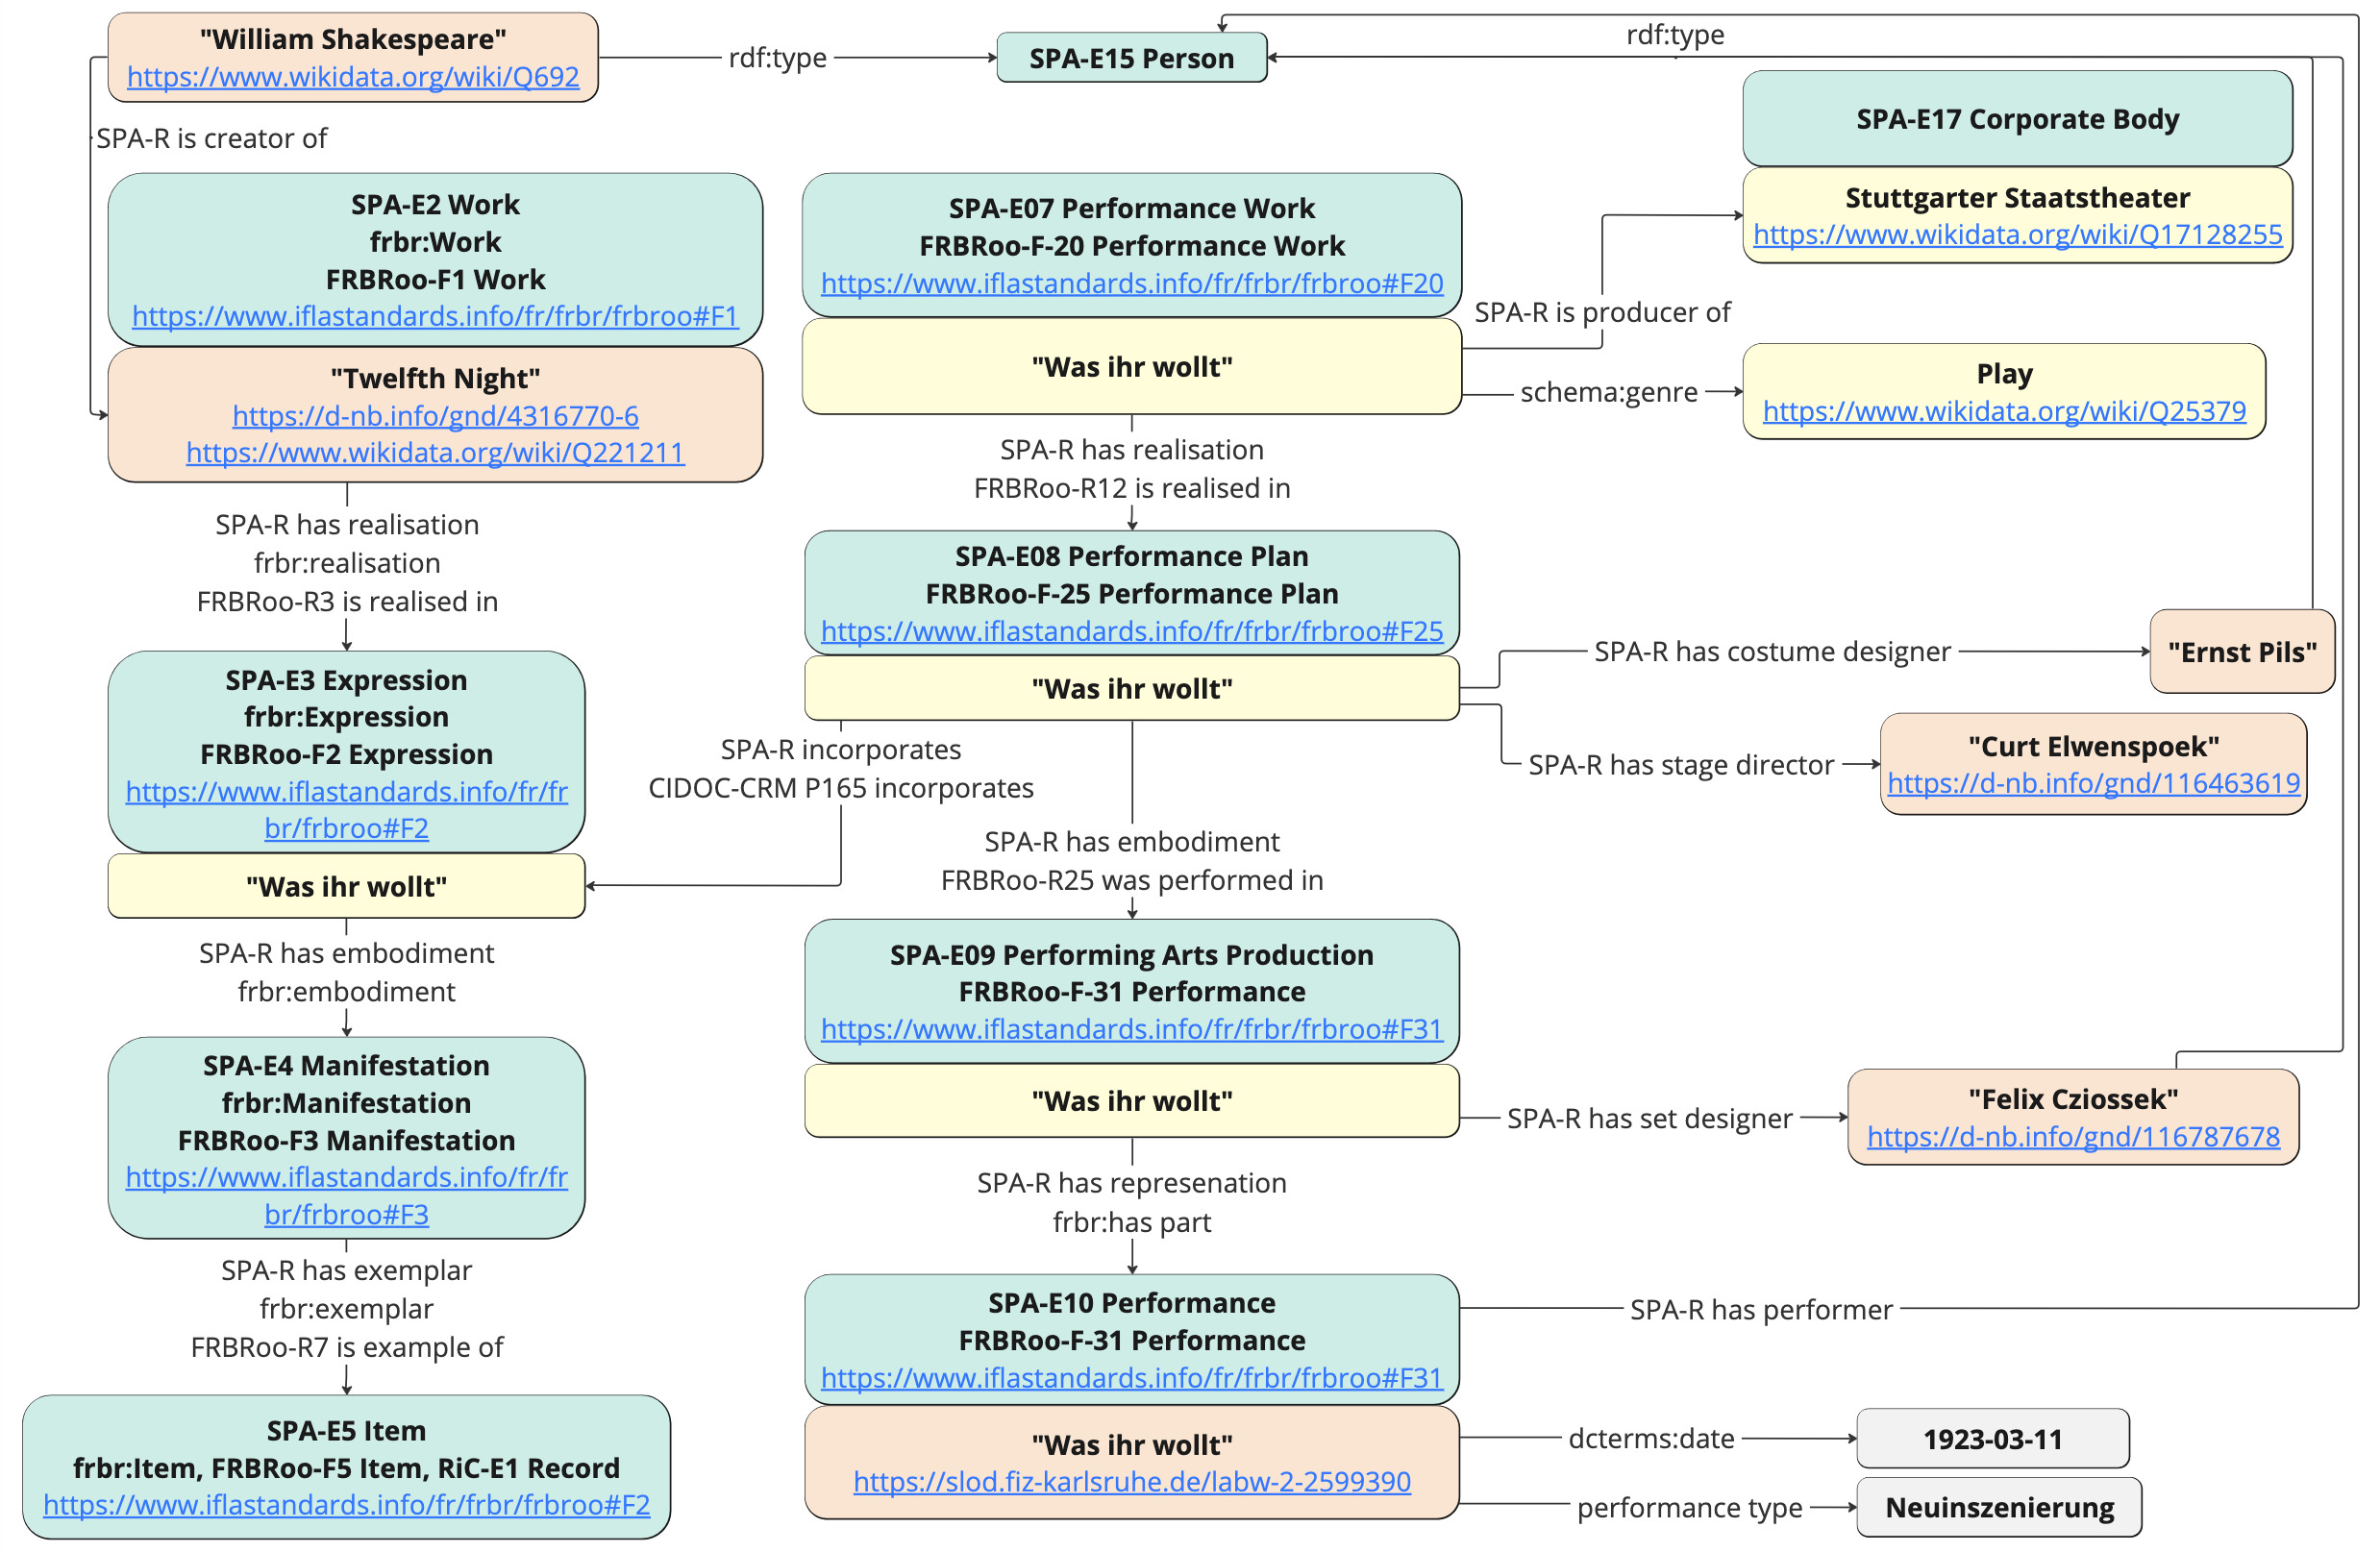 "William Shakespeare"
https://www.wikidata.org/wiki/Q692
rdf:type
SPA-E15 Person
rdf:type
SPA-R is creator of
SPA-E17 Corporate Body
Stuttgarter Staatstheater
https://www.wikidata.org/wiki/Q17128255
SPA-E2 Work
frbr:Work
FRBRoo-F1 Work
https://www.iflastandards.info/fr/frbr/frbroo#F1
"Twelfth Night"
https://d-nb.info/gnd/4316770-6
https://www.wikidata.org/wiki/Q221211
SPA-E07 Performance Work
FRBRoo-F-20 Performance Work
https://www.iflastandards.info/fr/frbr/frbroo#F20
"Was ihr wollt"
SPA-R is producer of
schema:genre
Play
https://www.wikidata.org/wiki/Q25379
SPA-R has realisation
FRBRoo-R12 is realised in
SPA-R has realisation
frbr:realisation
FRBRoo-R3 is realised in
SPA-E08 Performance Plan
FRBRoo-F-25 Performance Plan
https://www.iflastandards.info/fr/frbr/frbroo#F25
"Was ihr wollt"
SPA-R has costume designer
"Ernst Pils"
SPA-R has stage director
"Curt Elwenspoek"
https://d-nb.info/gnd/116463619
SPA-E3 Expression
frbr:Expression
FRBRoo-F2 Expression
https://www.iflastandards.info/fr/fr
br/frbroo#F2
"Was ihr wollt"
SPA-R incorporates
CIDOC-CRM P165 incorporates
SPA-R has embodiment
FRBRoo-R25 was performed in
SPA-R has embodiment
frbr:embodiment
SPA-E09 Performing Arts Production
FRBRoo-F-31 Performance
https://www.iflastandards.info/fr/frbr/frbroo#F31
"Was ihr wollt"
SPA-R has set designer
"Felix Cziossek"
https://d-nb.info/gnd/116787678
SPA-E4 Manifestation
frbr:Manifestation
FRBRoo-F3 Manifestation
https://www.iflastandards.info/fr/fr
br/frbroo#F3
SPA-R has represenation
frbr:has part
SPA-R has exemplar
frbr:exemplar
FRBRoo-R7 is example of
SPA-E10 Performance
FRBRoo-F-31 Performance
https://www.iflastandards.info/fr/frbr/frbroo#F31
SPA-R has performer
"Was ihr wollt"
https://slod.fiz-karlsruhe.de/labw-2-2599390
dcterms:date
1923-03-11
performance type
Neuinszenierung
SPA-E5 Item
frbr:Item, FRBRoo-F5 Item, RiC-E1 Record
https://www.iflastandards.info/fr/frbr/frbroo#F2